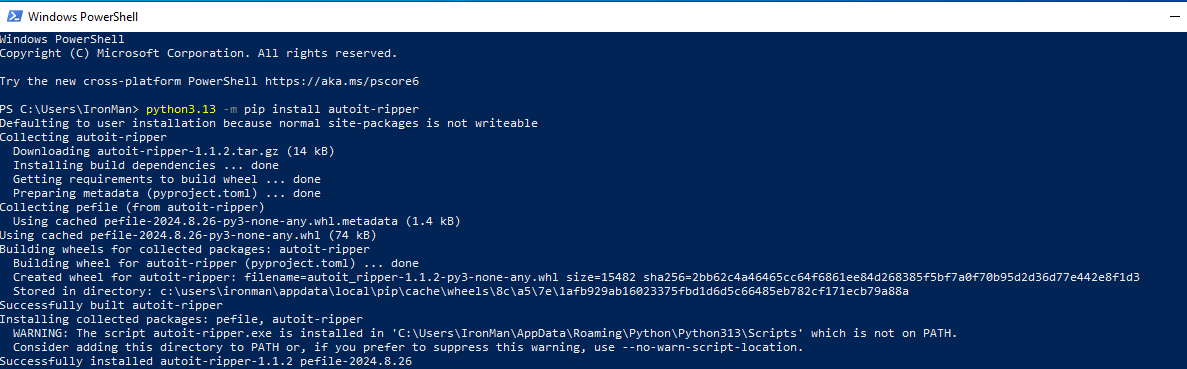 Windows PowerShell
Windows PowerShell
Copyright (C) Microsoft Corporation. All rights reserved.
Try the new cross-platform PowerShell https://aka.ms/pscore6
PS C:\Users\IronMan> python3.13 -m pip install autoit-ripper
Defaulting to user installation because normal site-packages is not writeable
Collecting autoit-ripper
  Downloading autoit-ripper-1.1.2.tar.gz (14 kB)
  Installing build dependencies ... done
  Getting requirements to build wheel ... done
  Preparing metadata (pyproject.toml) ... done
Collecting pefile (from autoit-ripper)
  Using cached pefile-2024.8.26-py3-none-any.whl.metadata (1.4 kB)
Using cached pefile-2024.8.26-py3-none-any.whl (74 kB)
Building wheels for collected packages: autoit-ripper
  Building wheel for autoit-ripper (pyproject.toml) ... done
  Created wheel for autoit-ripper: filename=autoit_ripper-1.1.2-py3-none-any.whl size=15482 sha256=2bb62c4a46465cc64f6861ee84d268385f5bf7a0f70b95d2d36d77e442e8f1d3
  Stored in directory: c:\users\ironman\appdata\local\pip\cache\wheels\8c\a5\7e\1afb929ab16023375fbd1d6d5c66485eb782cf171ecb79a88a
Successfully built autoit-ripper
Installing collected packages: pefile, autoit-ripper
  WARNING: The script autoit-ripper.exe is installed in 'C:\Users\IronMan\AppData\Roaming\Python\Python313\Scripts' which is not on PATH.
  Consider adding this directory to PATH or, if you prefer to suppress this warning, use --no-warn-script-location.
Successfully installed autoit-ripper-1.1.2 pefile-2024.8.26